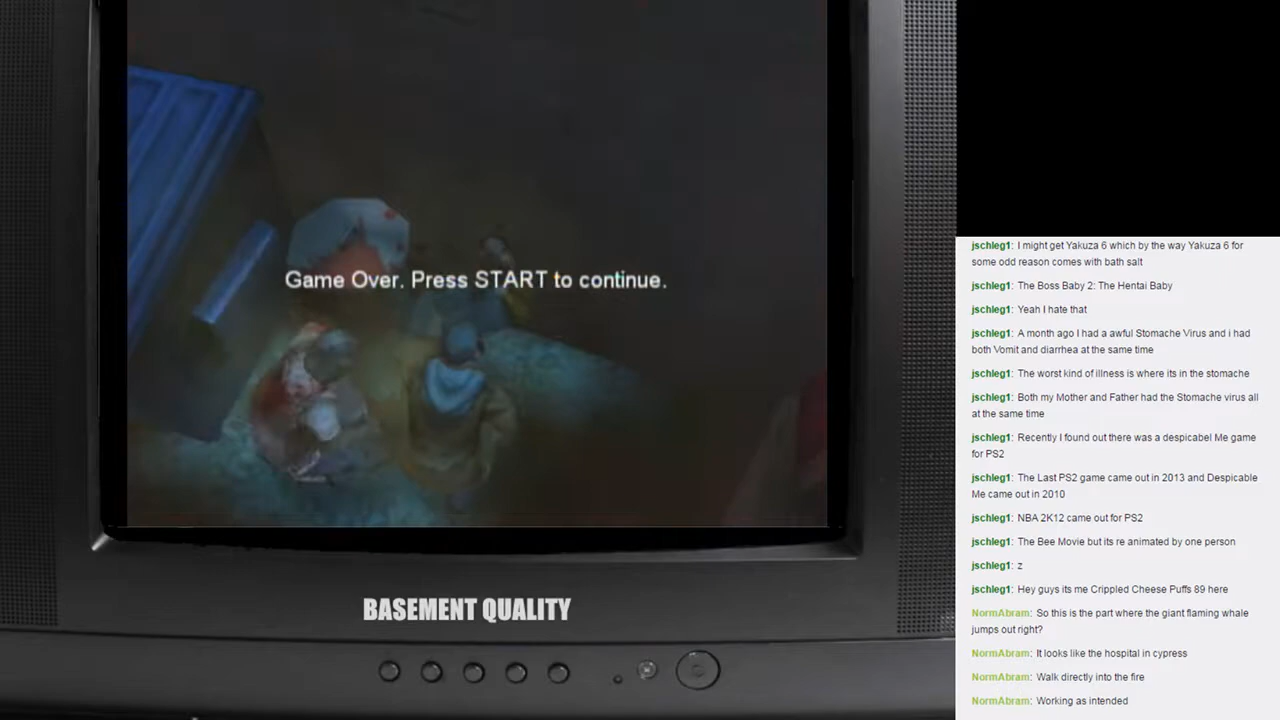 Game Over. Press START to continue.
BASEMENT QUALITY
jschleg1: I might get Yakuza 6 which by the way Yakuza 6 for
some odd reason comes with bath salt
jschleg1: The Boss Baby 2: The Hentai Baby
jschleg1: Yeah I hate that
jschleg1: A month ago I had a awful Stomache Virus and i had
both Vomit and diarrhea at the same time
jschleg1: The worst kind of illness is where its in the stomache
jschleg1: Both my Mother and Father had the Stomache virus all
at the same time
jschleg1: Recently I found out there was a despicabel Me game
for PS2
jschleg1: The Last PS2 game came out in 2013 and Despicable
Me came out in 2010
jschleg1: NBA 2K12 came out for PS2
jschleg1: The Bee Movie but its re animated by one person
jschleg1: z
jschleg1: Hey guys its me Crippled Cheese Puffs 89 here
NormAbram: So this is the part where the giant flaming whale
jumps out right?
NormAbram: It looks like the hospital in cypress
NormAbram: Walk directly into the fire
NormAbram: Working as intended